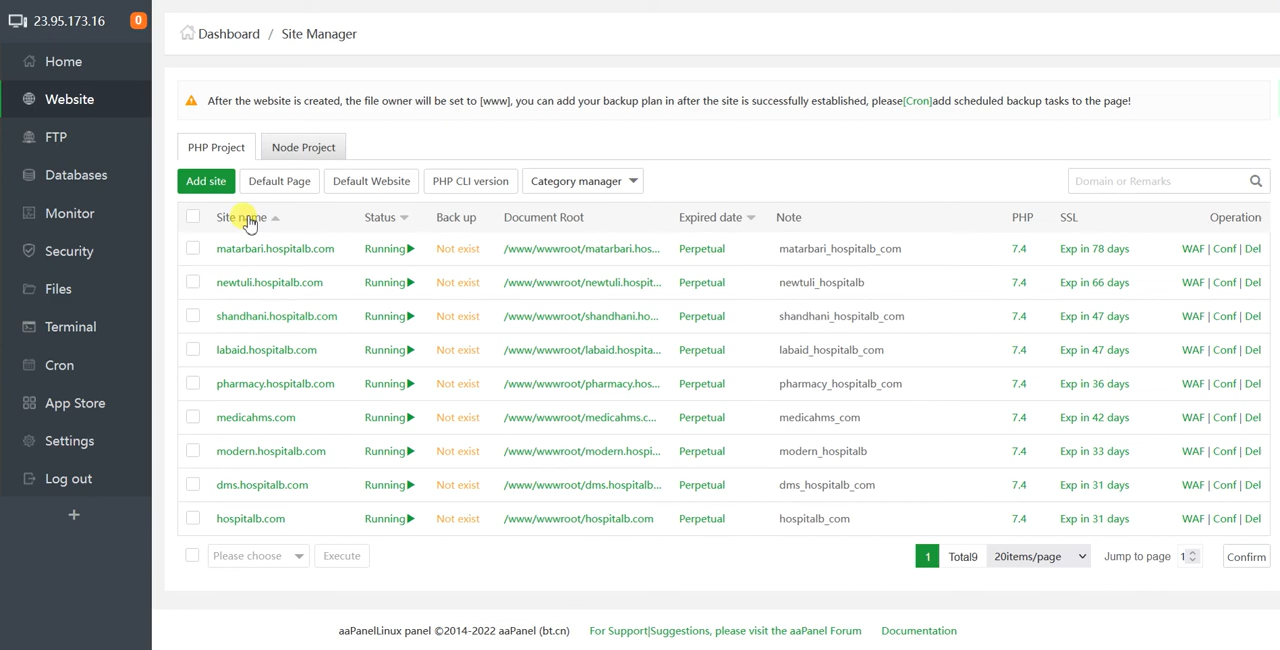 23.95.173.16 0
Home
Website
FTP
Databases
Monitor
Security
Files
Terminal
Cron
App Store
Settings
Log out
+
Dashboard / Site Manager
After the website is created, the file owner will be set to [www], you can add your backup plan in after the site is successfully established, please[Cron]add scheduled backup tasks to the page!
PHP Project Node Project
Add site Default Page Default Website PHP CLI version Category manager Domain or Remarks
Site name Status Back up Document Root Expired date Note PHP SSL Operation
matarbari.hospitalb.com Running Not exist /www/wwwroot/matarbari.hos... Perpetual matarbari_hospitalb_com 7.4 Exp in 78 days WAF | Conf | Del
newtuli.hospitalb.com Running Not exist /www/wwwroot/newtuli.hospit... Perpetual newtuli_hospitalb 7.4 Exp in 66 days WAF | Conf | Del
shandhani.hospitalb.com Running Not exist /www/wwwroot/shandhani.ho... Perpetual shandhani_hospitalb_com 7.4 Exp in 47 days WAF | Conf | Del
labaid.hospitalb.com Running Not exist /www/wwwroot/labaid.hospita... Perpetual labaid_hospitalb_com 7.4 Exp in 47 days WAF | Conf | Del
pharmacy.hospitalb.com Running Not exist /www/wwwroot/pharmacy.hos... Perpetual pharmacy_hospitalb_com 7.4 Exp in 36 days WAF | Conf | Del
medicahms.com Running Not exist /www/wwwroot/medicahms.c... Perpetual medicahms_com 7.4 Exp in 42 days WAF | Conf | Del
modern.hospitalb.com Running Not exist /www/wwwroot/modern.hospi... Perpetual modern_hospitalb 7.4 Exp in 33 days WAF | Conf | Del
dms.hospitalb.com Running Not exist /www/wwwroot/dms.hospitalb... Perpetual dms_hospitalb_com 7.4 Exp in 31 days WAF | Conf | Del
hospitalb.com Running Not exist /www/wwwroot/hospitalb.com Perpetual hospitalb_com 7.4 Exp in 31 days WAF | Conf | Del
Please choose Execute 1 Total9 20items/page Jump to page 1 Confirm
aaPanelLinux panel ©2014-2022 aaPanel (bt.cn) For Support|Suggestions, please visit the aaPanel Forum Documentation